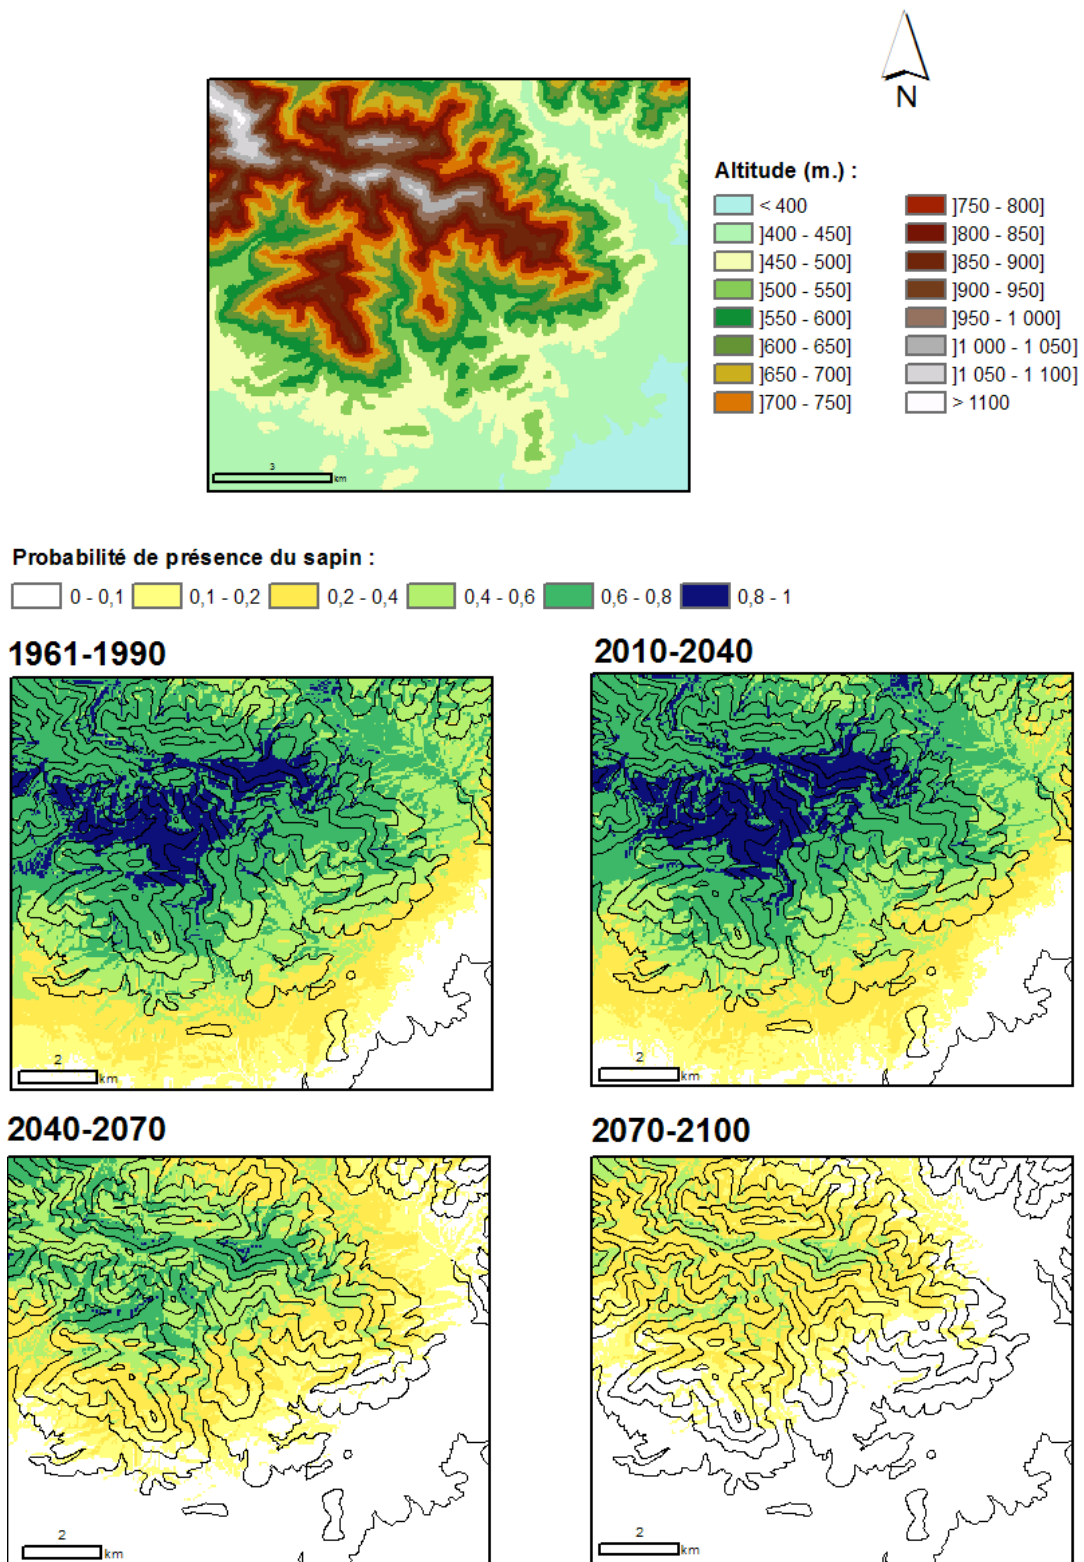 N
Altitude (m.) :
< 400
]750 - 800]
]400 - 450]
]800 - 850]
]450 - 500]
]850 - 900]
]500 - 550]
]900 - 950]
]550 - 600]
]950 - 1 000]
]600 - 650]
]1 000 - 1 050]
]650 - 700]
]1 050 - 1 100]
]700 - 750]
> 1100
3
km
Probabilité de présence du sapin :
0 - 0,1
0,1 - 0,2
0,2 - 0,4
0,4 - 0,6
0,6 - 0,8
0,8 - 1
1961-1990
2010-2040
2
km
2
km
2040-2070
2070-2100
2
km
2
km